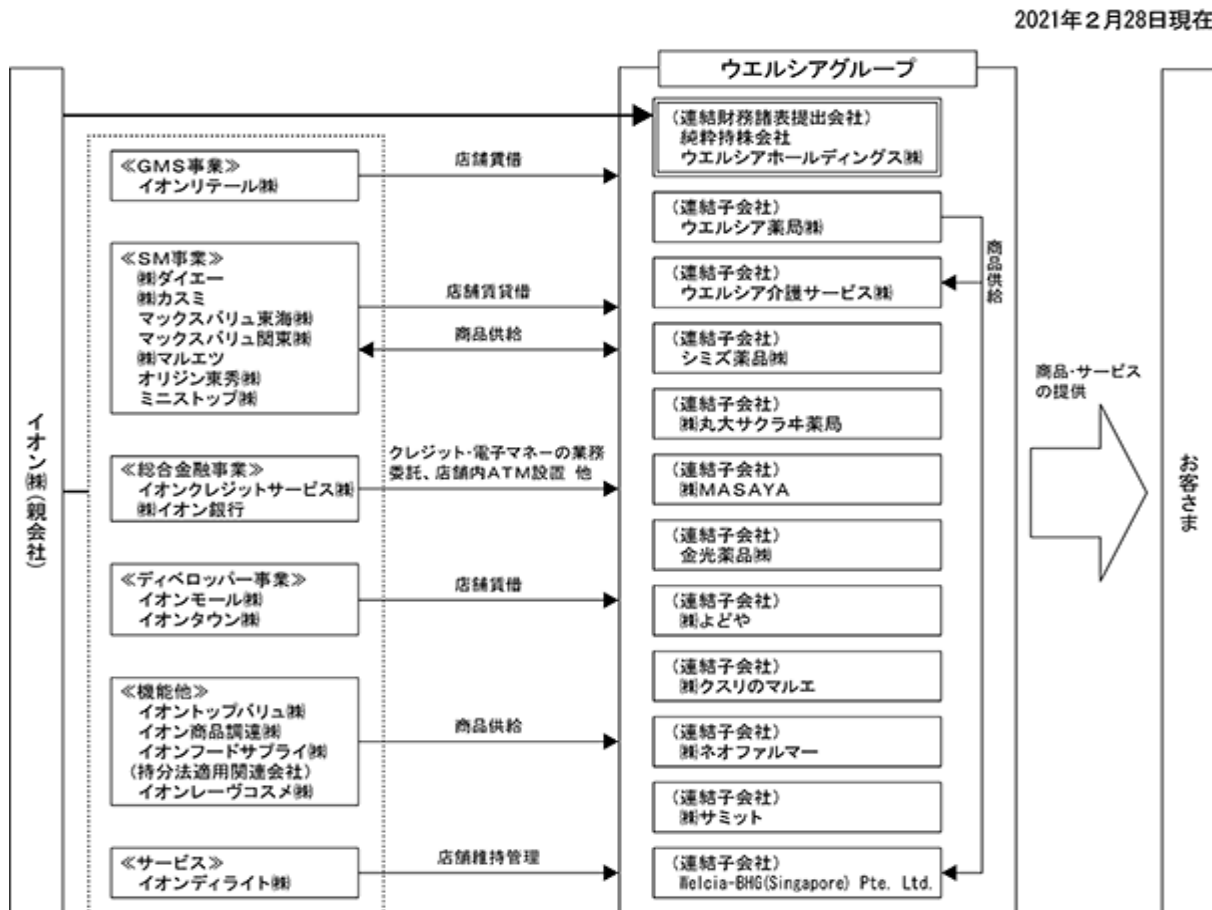 2021年2月28日現在
イオン㈱(親会社)
≪GMS事業≫
イオンリテール㈱
店舗賃借
≪SM事業≫
㈱ダイエー
㈱カスミ
マックスバリュ東海㈱
マックスバリュ関東㈱
㈱マルエツ
オリジン東秀㈱
ミニストップ㈱
店舗賃貸借
商品供給
≪総合金融事業≫
イオンクレジットサービス㈱
㈱イオン銀行
クレジット・電子マネーの業務
委託、店舗内ATM設置 他
≪ディベロッパー事業≫
イオンモール㈱
イオンタウン㈱
店舗賃借
≪機能他≫
イオントップバリュ㈱
イオン商品調達㈱
イオンフードサプライ㈱
(持分法適用関連会社)
イオンレーヴコスメ㈱
商品供給
≪サービス≫
イオンディライト㈱
店舗維持管理
ウエルシアグループ
(連結財務諸表提出会社)
純粋持株会社
ウエルシアホールディングス㈱
(連結子会社)
ウエルシア薬局㈱
(連結子会社)
ウエルシア介護サービス㈱
商品供給
(連結子会社)
シミズ薬品㈱
(連結子会社)
㈱丸大サクラヰ薬局
(連結子会社)
㈱MASAYA
(連結子会社)
金光薬品㈱
(連結子会社)
㈱よどや
(連結子会社)
㈱クスリのマルエ
(連結子会社)
㈱ネオファルマー
(連結子会社)
㈱サミット
(連結子会社)
Welcia-BHG(Singapore) Pte. Ltd.
商品・サービス
の提供
お客さま